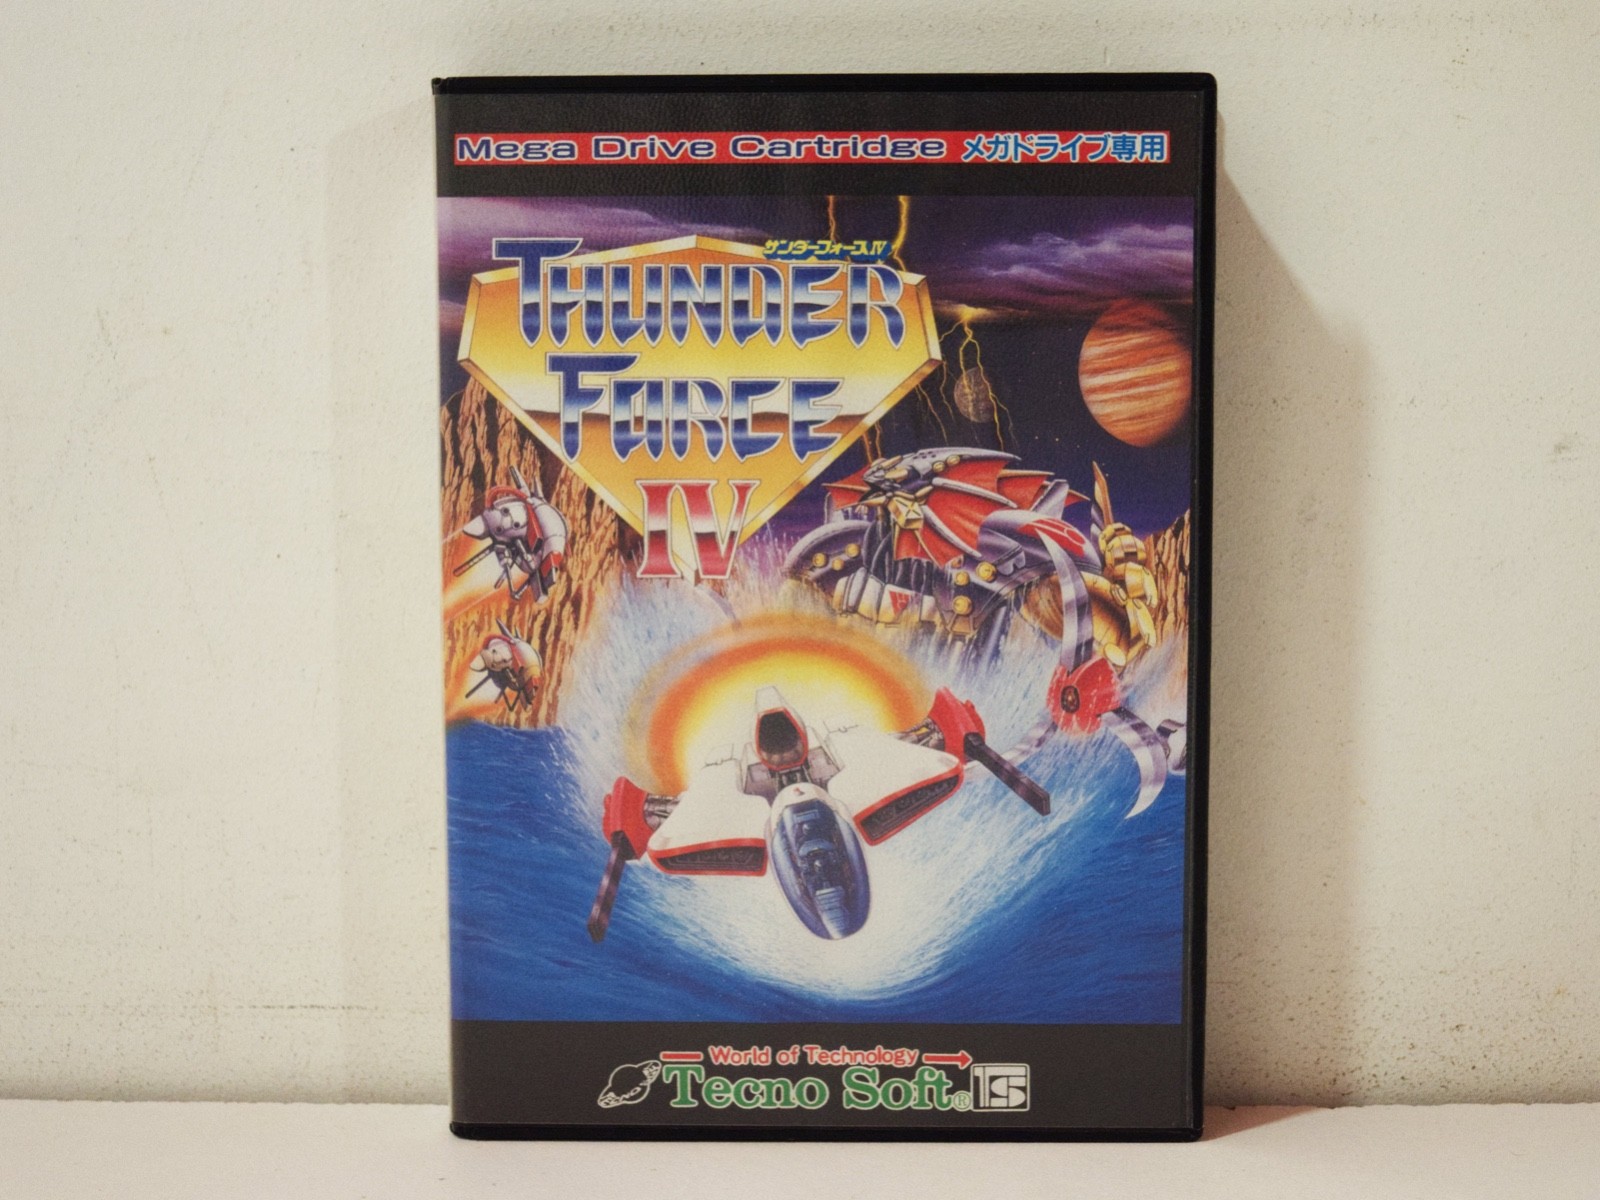 Mega Drive Cartridge メガドライブ専用
サンダーフォースIV
THUNDER
FORCE
IV
World of Technology
Tecno Soft® TS